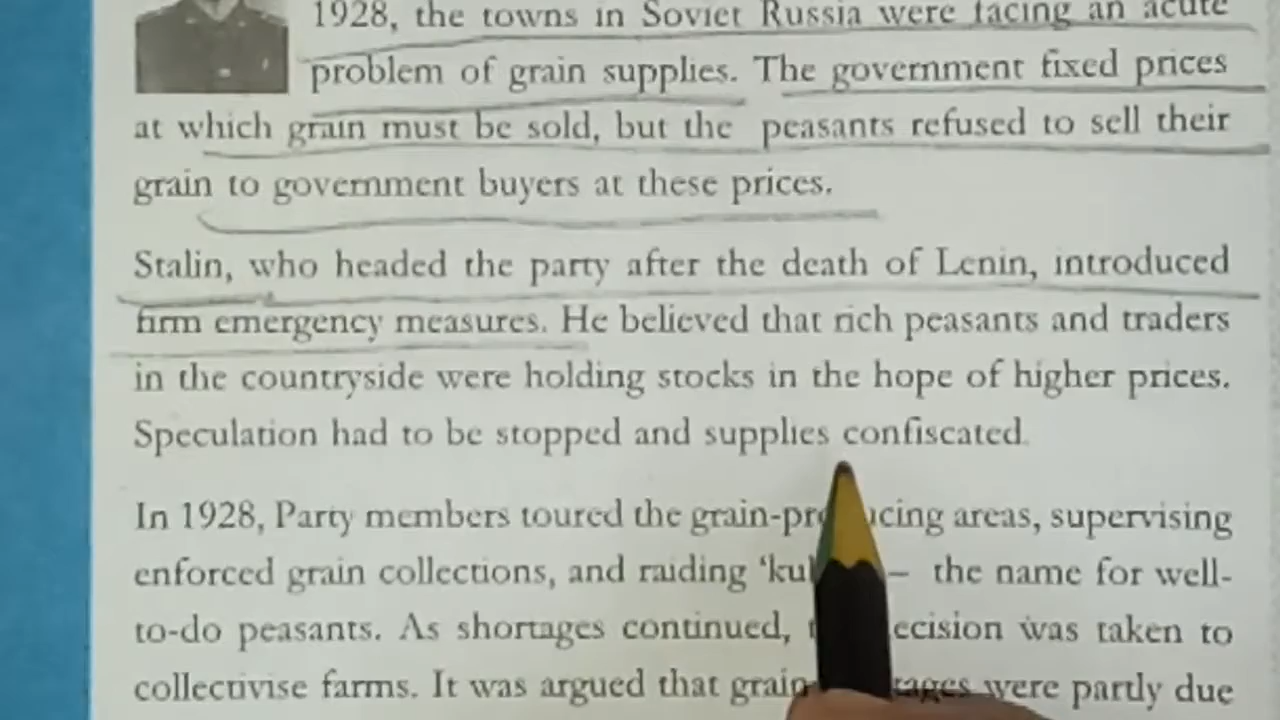 1928, the towns in Soviet Russia were facing an acute
problem of grain supplies. The government fixed prices
at which grain must be sold, but the peasants refused to sell their
grain to government buyers at these prices.
Stalin, who headed the party after the death of Lenin, introduced
firm emergency measures. He believed that rich peasants and traders
in the countryside were holding stocks in the hope of higher prices.
Speculation had to be stopped and supplies confiscated.
In 1928, Party members toured the grain-pr cing areas, supervising
enforced grain collections, and raiding ‘kul – the name for well-
to-do peasants. As shortages continued, ecision was taken to
collectivise farms. It was argued that grain tages were partly due